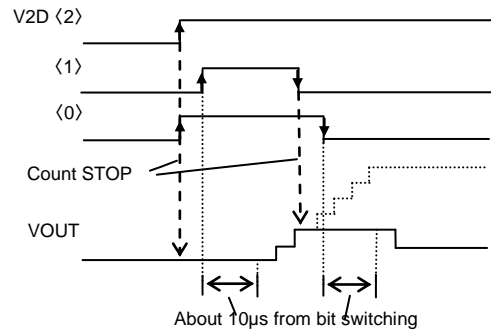 V2D〈2〉
〈1〉
〈0〉
Count STOP
VOUT
About 10μs from bit switching